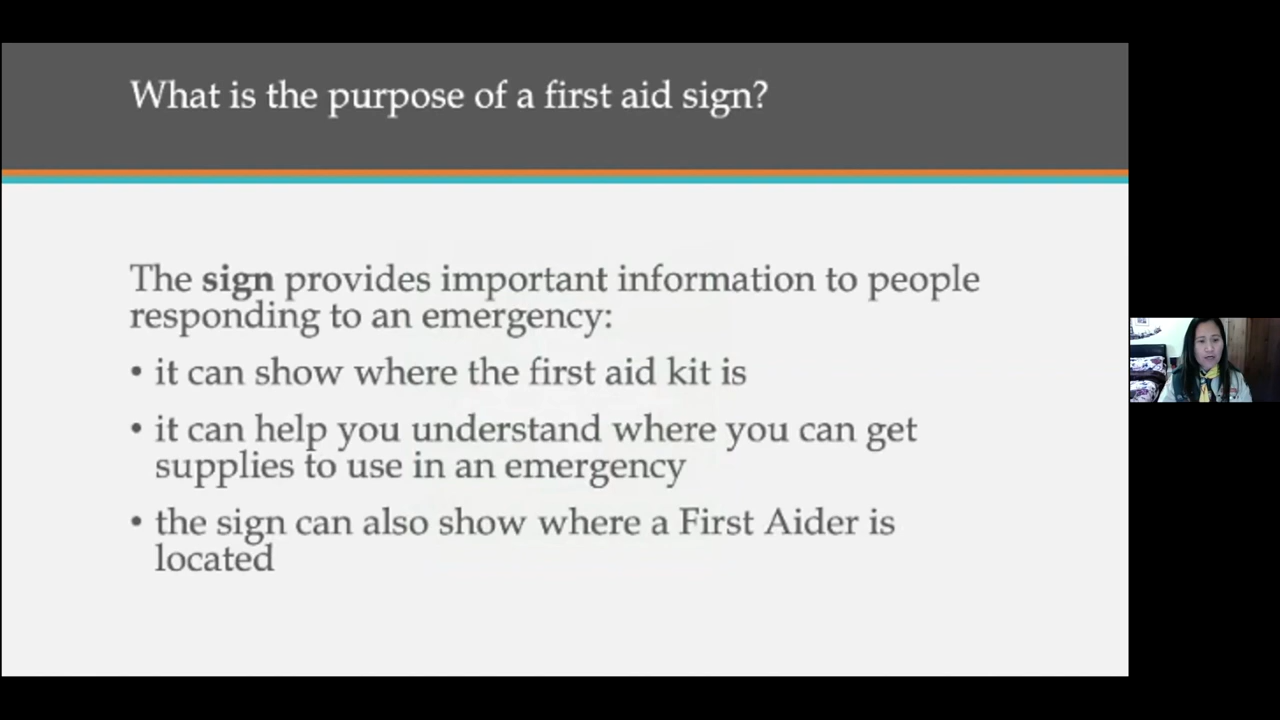 What is the purpose of a first aid sign?
The sign provides important information to people
responding to an emergency:
• it can show where the first aid kit is
• it can help you understand where you can get
supplies to use in an emergency
• the sign can also show where a First Aider is
located